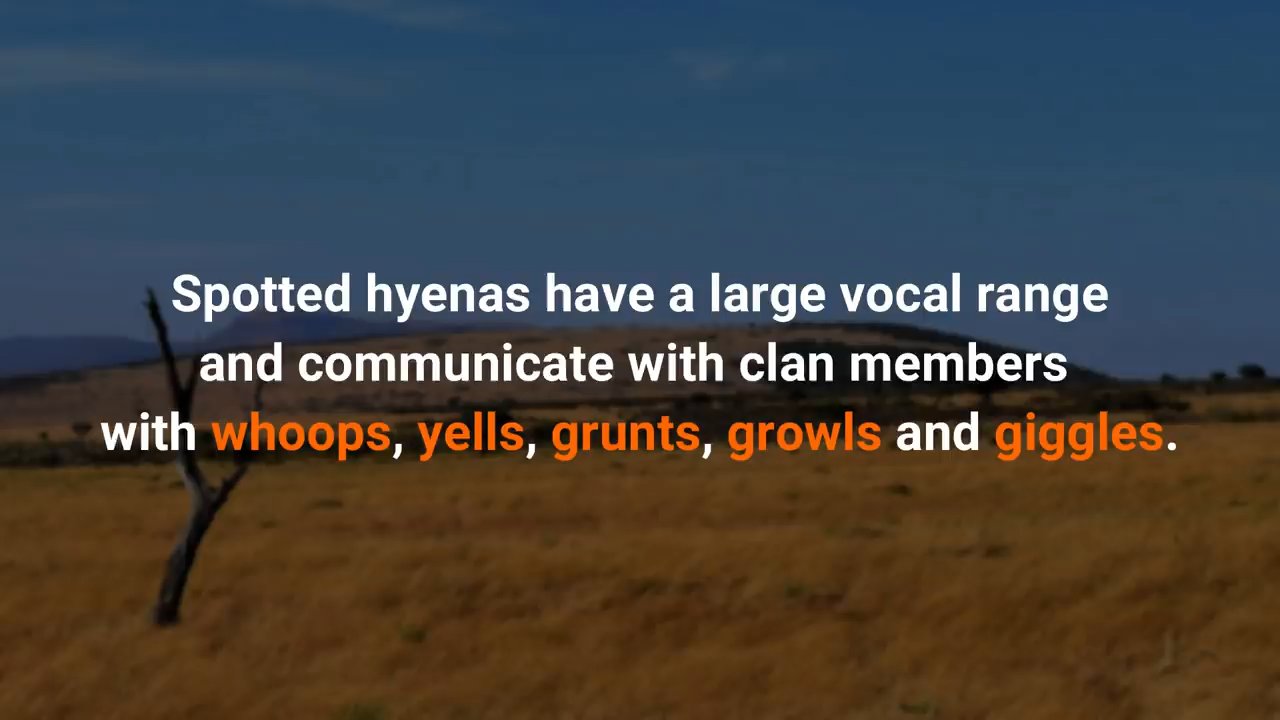 Spotted hyenas have a large vocal range
and communicate with clan members
with whoops, yells, grunts, growls and giggles.